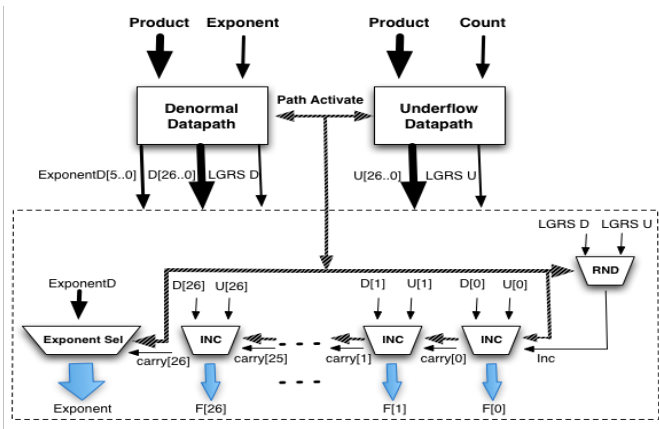 Product Exponent Product Count
Path Activate
Denormal Datapath
Underflow Datapath
ExponentD[5..0] D[26..0] LGRS D U[26..0] LGRS U
LGRS D LGRS U
RND
ExponentD D[26] U[26] D[1] U[1] D[0] U[0]
Exponent Sel INC INC INC
carry[26] carry[25] carry[1] carry[0] Inc
Exponent F[26] F[1] F[0]